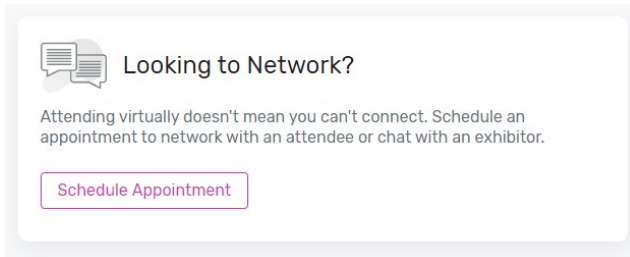 Looking to Network?
Attending virtually doesn't mean you can't connect. Schedule an
appointment to network with an attendee or chat with an exhibitor.
Schedule Appointment